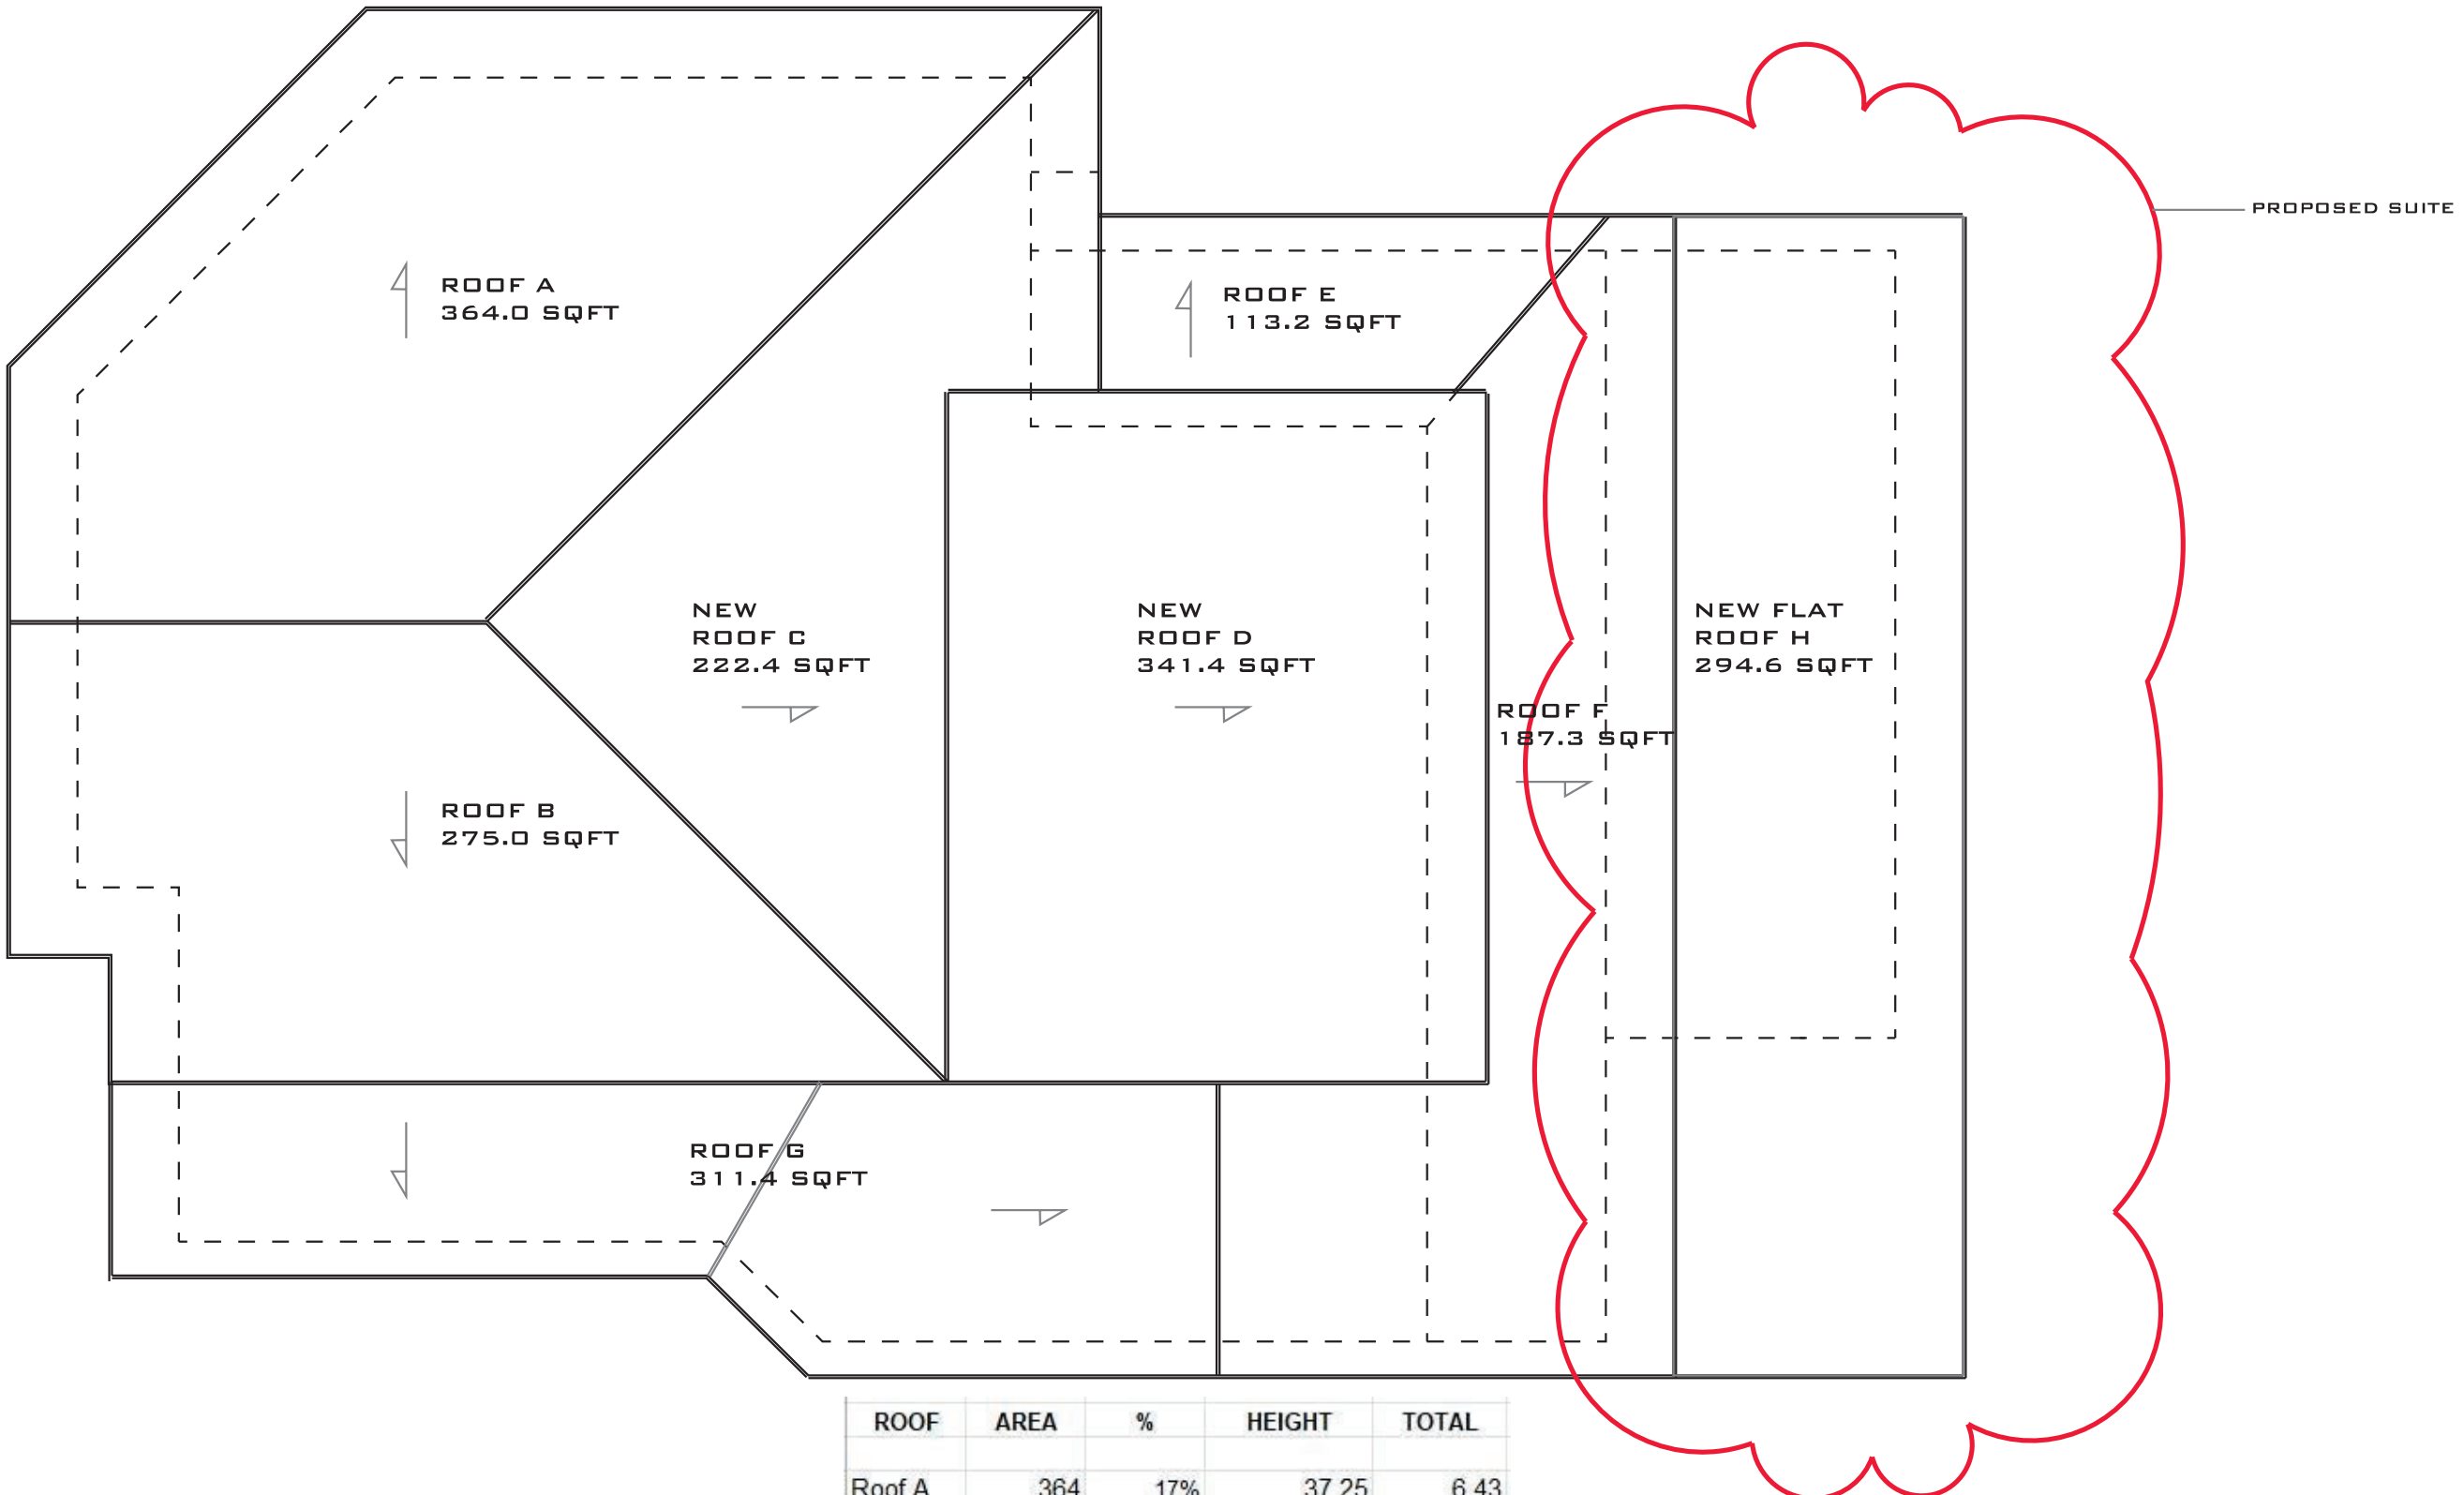 PROPOSED SUITE
ROOF A
364.0 SQFT
ROOF E
113.2 SQFT
NEW
ROOF C
222.4 SQFT
NEW
ROOF D
341.4 SQFT
NEW FLAT
ROOF H
294.6 SQFT
ROOF F
187.3 SQFT
ROOF B
275.0 SQFT
ROOF G
311.4 SQFT
ROOF AREA % HEIGHT TOTAL
Roof A 364 17% 37.25 6.43